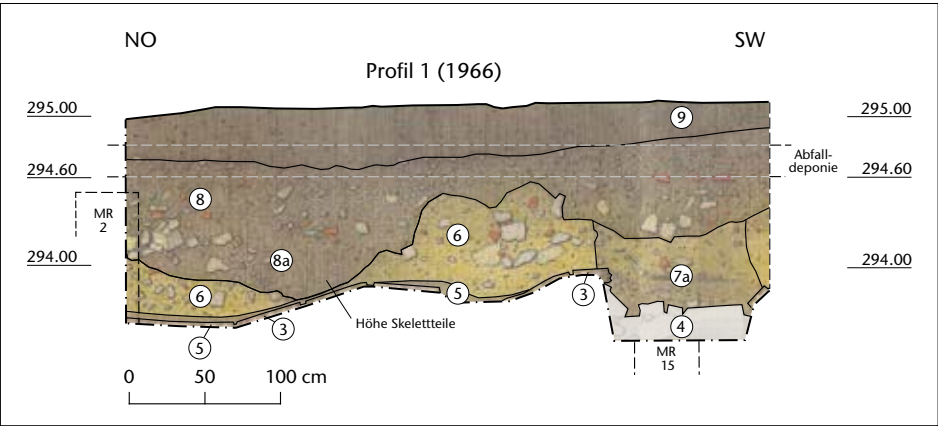 NO
SW
Profil 1 (1966)
295.00
295.00
9
Abfall-
deponie
294.60
294.60
8
MR
2
6
294.00
294.00
8a
7a
6
5
3
4
Höhe Skelettteile
3
5
MR
15
0 50 100 cm